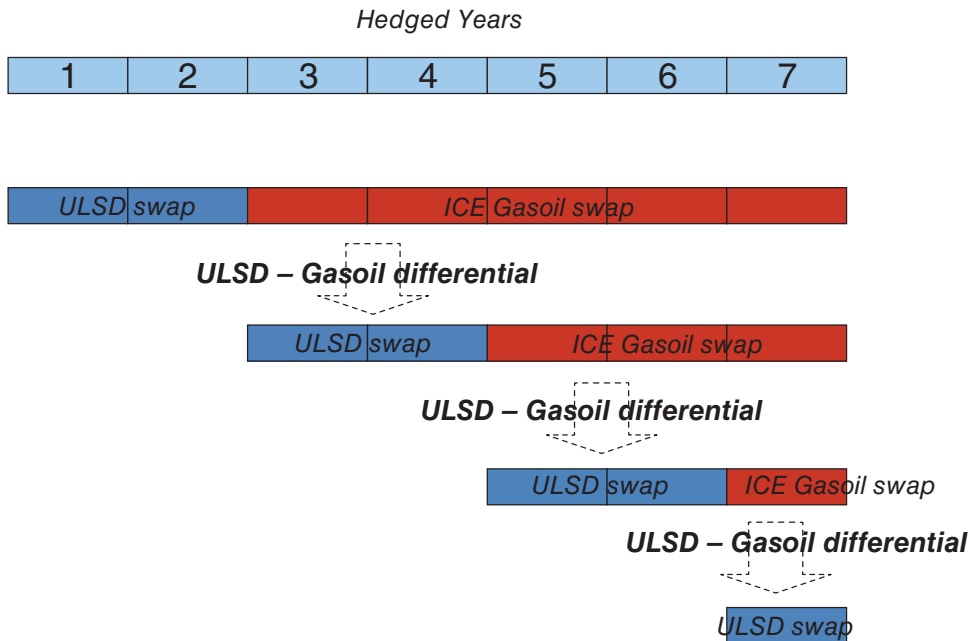 Hedged Years
1 2 3 4 5 6 7
ULSD swap ICE Gasoil swap
ULSD – Gasoil differential
ULSD swap ICE Gasoil swap
ULSD – Gasoil differential
ULSD swap ICE Gasoil swap
ULSD – Gasoil differential
ULSD swap